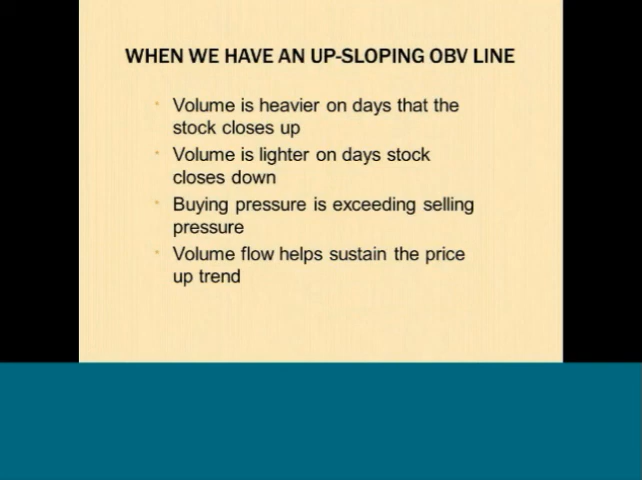 WHEN WE HAVE AN UP-SLOPING OBV LINE
Volume is heavier on days that the
stock closes up
Volume is lighter on days stock
closes down
Buying pressure is exceeding selling
pressure
Volume flow helps sustain the price
up trend